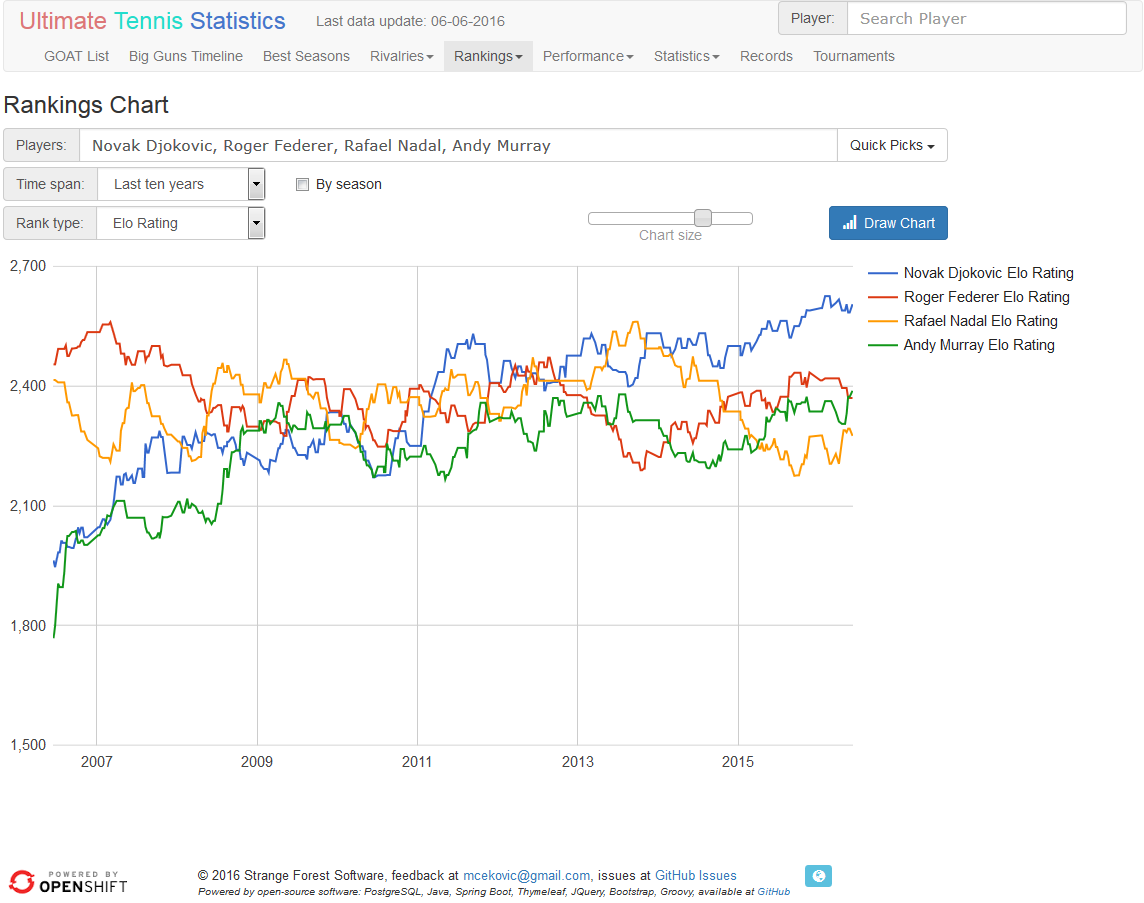 Ultimate Tennis Statistics Last data update: 06-06-2016 Player: Search Player
GOAT List Big Guns Timeline Best Seasons Rivalries Rankings Performance Statistics Records Tournaments
Rankings Chart
Players: Novak Djokovic, Roger Federer, Rafael Nadal, Andy Murray Quick Picks
Time span: Last ten years By season
Rank type: Elo Rating Chart size Draw Chart
2,700
2,400
2,100
1,800
1,500
2007 2009 2011 2013 2015
Novak Djokovic Elo Rating
Roger Federer Elo Rating
Rafael Nadal Elo Rating
Andy Murray Elo Rating
POWERED BY
OPENSHIFT
© 2016 Strange Forest Software, feedback at mcekovic@gmail.com, issues at GitHub Issues
Powered by open-source software: PostgreSQL, Java, Spring Boot, Thymeleaf, JQuery, Bootstrap, Groovy, available at GitHub